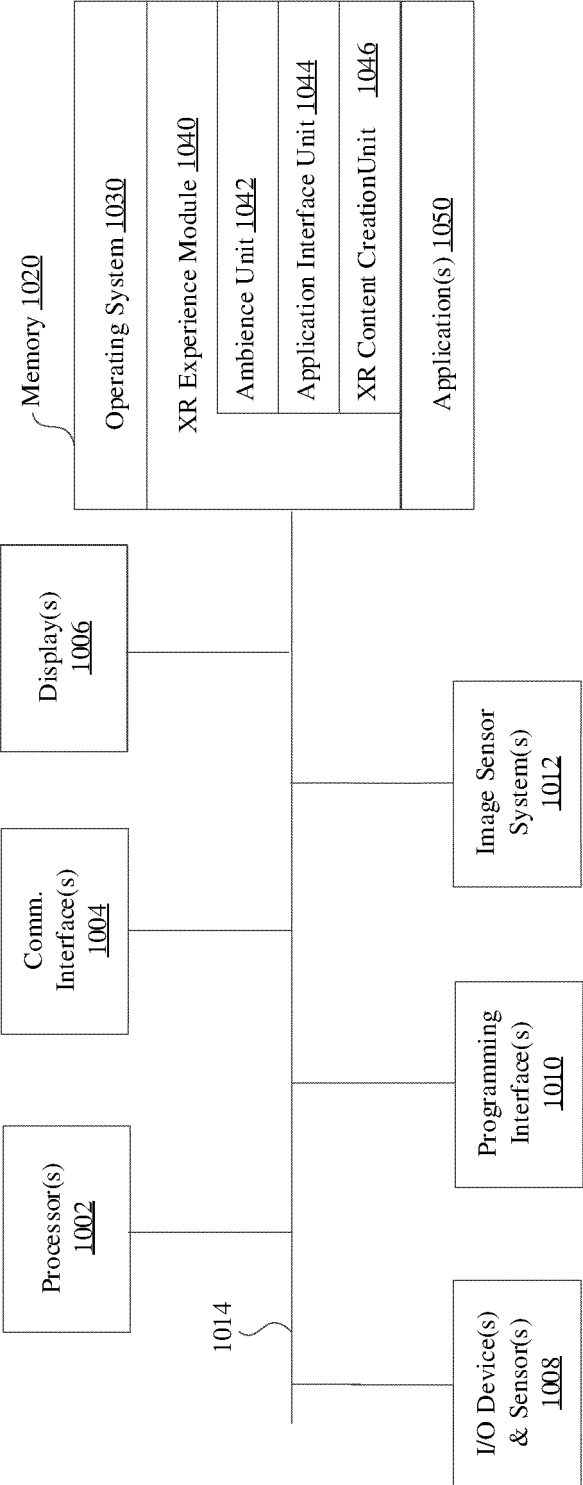 Processor(s)
1002
Comm.
Interface(s)
1004
Display(s)
1006
Memory 1020
Operating System 1030
XR Experience Module 1040
Ambience Unit 1042
Application Interface Unit 1044
XR Content CreationUnit 1046
Application(s) 1050
1014
I/O Device(s)
& Sensor(s)
1008
Programming
Interface(s)
1010
Image Sensor
System(s)
1012